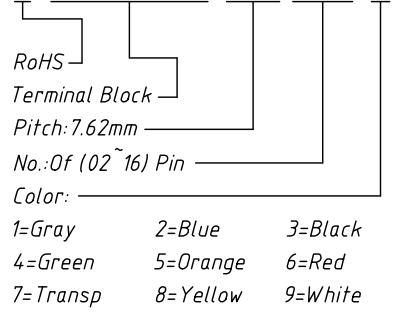 RoHS
Terminal Block
Pitch:7.62mm
No.:Of (02~16) Pin
Color:
1=Gray 2=Blue 3=Black
4=Green 5=Orange 6=Red
7=Transp 8=Yellow 9=White